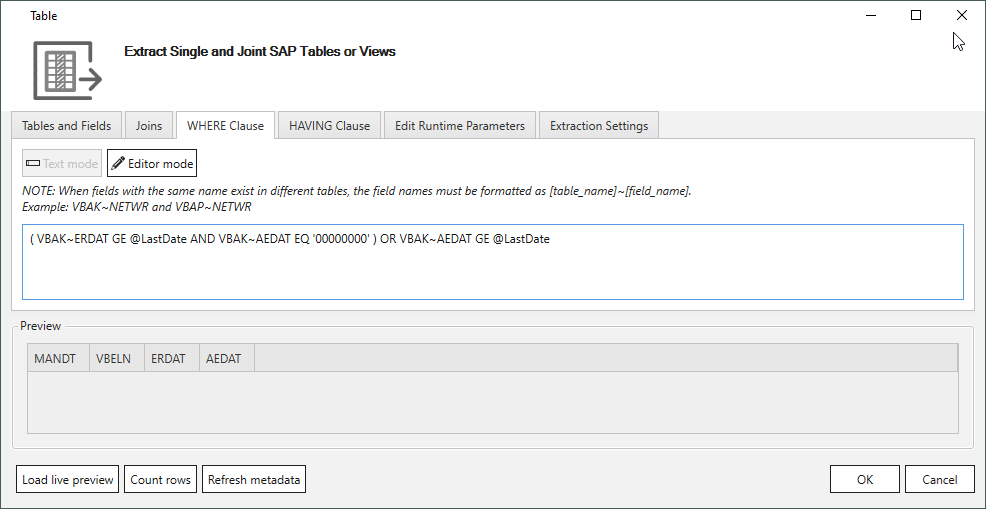 Table
Extract Single and Joint SAP Tables or Views
Tables and Fields Joins WHERE Clause HAVING Clause Edit Runtime Parameters Extraction Settings
Text mode Editor mode
NOTE: When fields with the same name exist in different tables, the field names must be formatted as [table_name]~[field_name].
Example: VBAK~NETWR and VBAP~NETWR
( VBAK~ERDAT GE @LastDate AND VBAK~AEDAT EQ '00000000' ) OR VBAK~AEDAT GE @LastDate
Preview
MANDT VBELN ERDAT AEDAT
Load live preview Count rows Refresh metadata OK Cancel